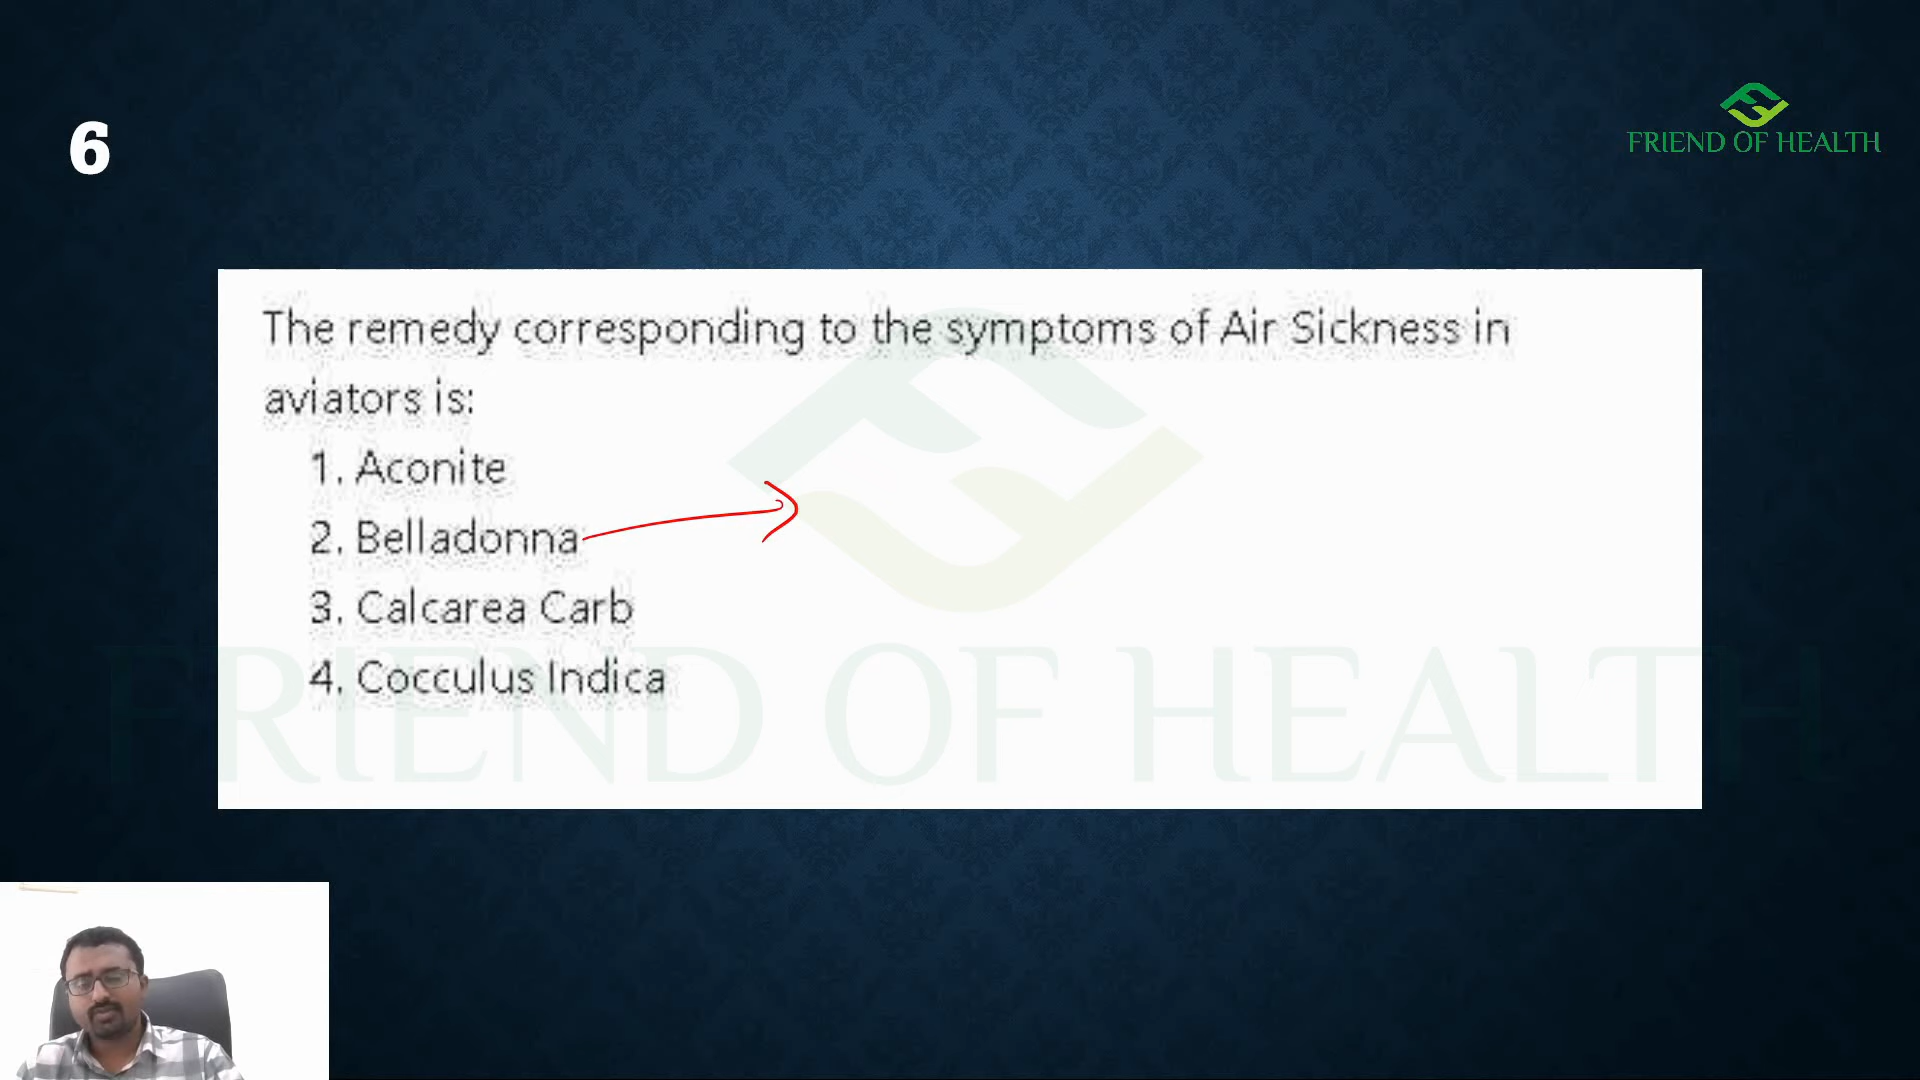 6
FRIEND OF HEALTH
The remedy corresponding to the symptoms of Air Sickness in
aviators is:
1. Aconite
2. Belladonna
3. Calcarea Carb
4. Cocculus Indica
FRIEND OF HEALTH